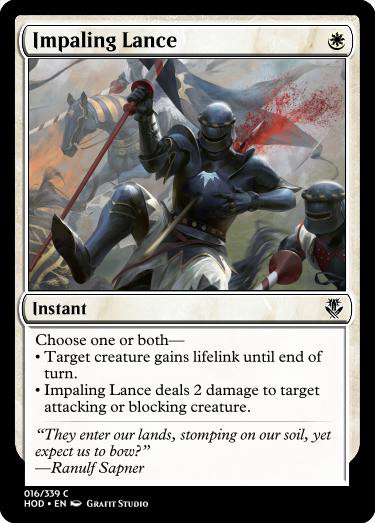 Impaling Lance
Instant
Choose one or both—
• Target creature gains lifelink until end of
turn.
• Impaling Lance deals 2 damage to target
attacking or blocking creature.
“They enter our lands, stomping on our soil, yet
expect us to bow?”
—Ranulf Sapner
016/339 C
HOD • EN GRAFIT STUDIO